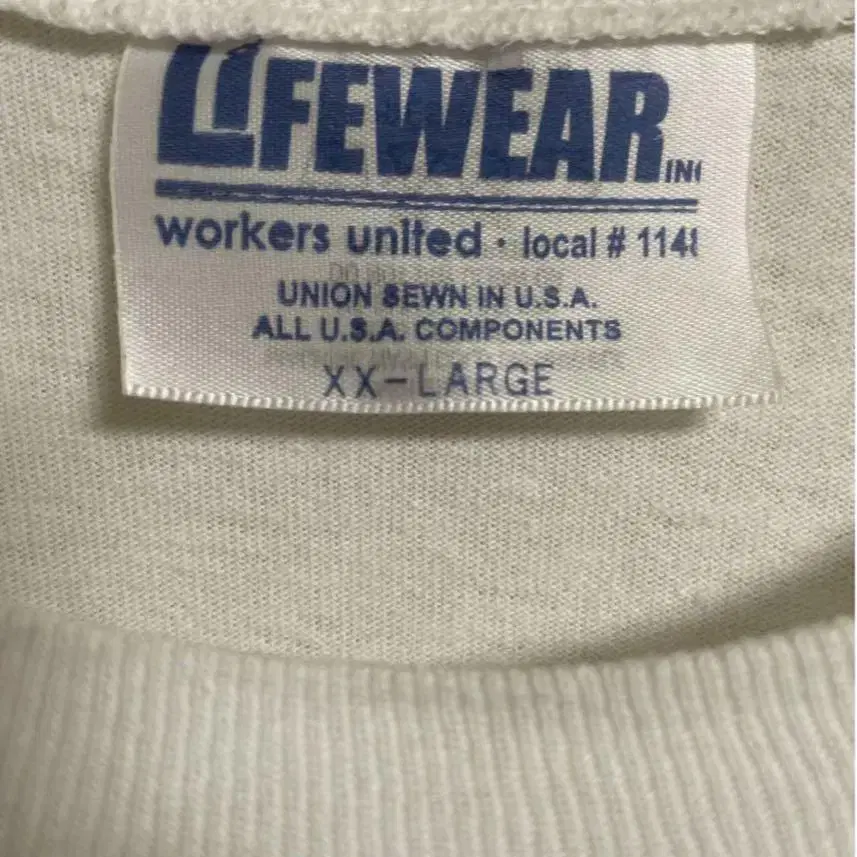 LIFEWEAR INC
workers united · local # 1148
UNION SEWN IN U.S.A.
ALL U.S.A. COMPONENTS
XX-LARGE